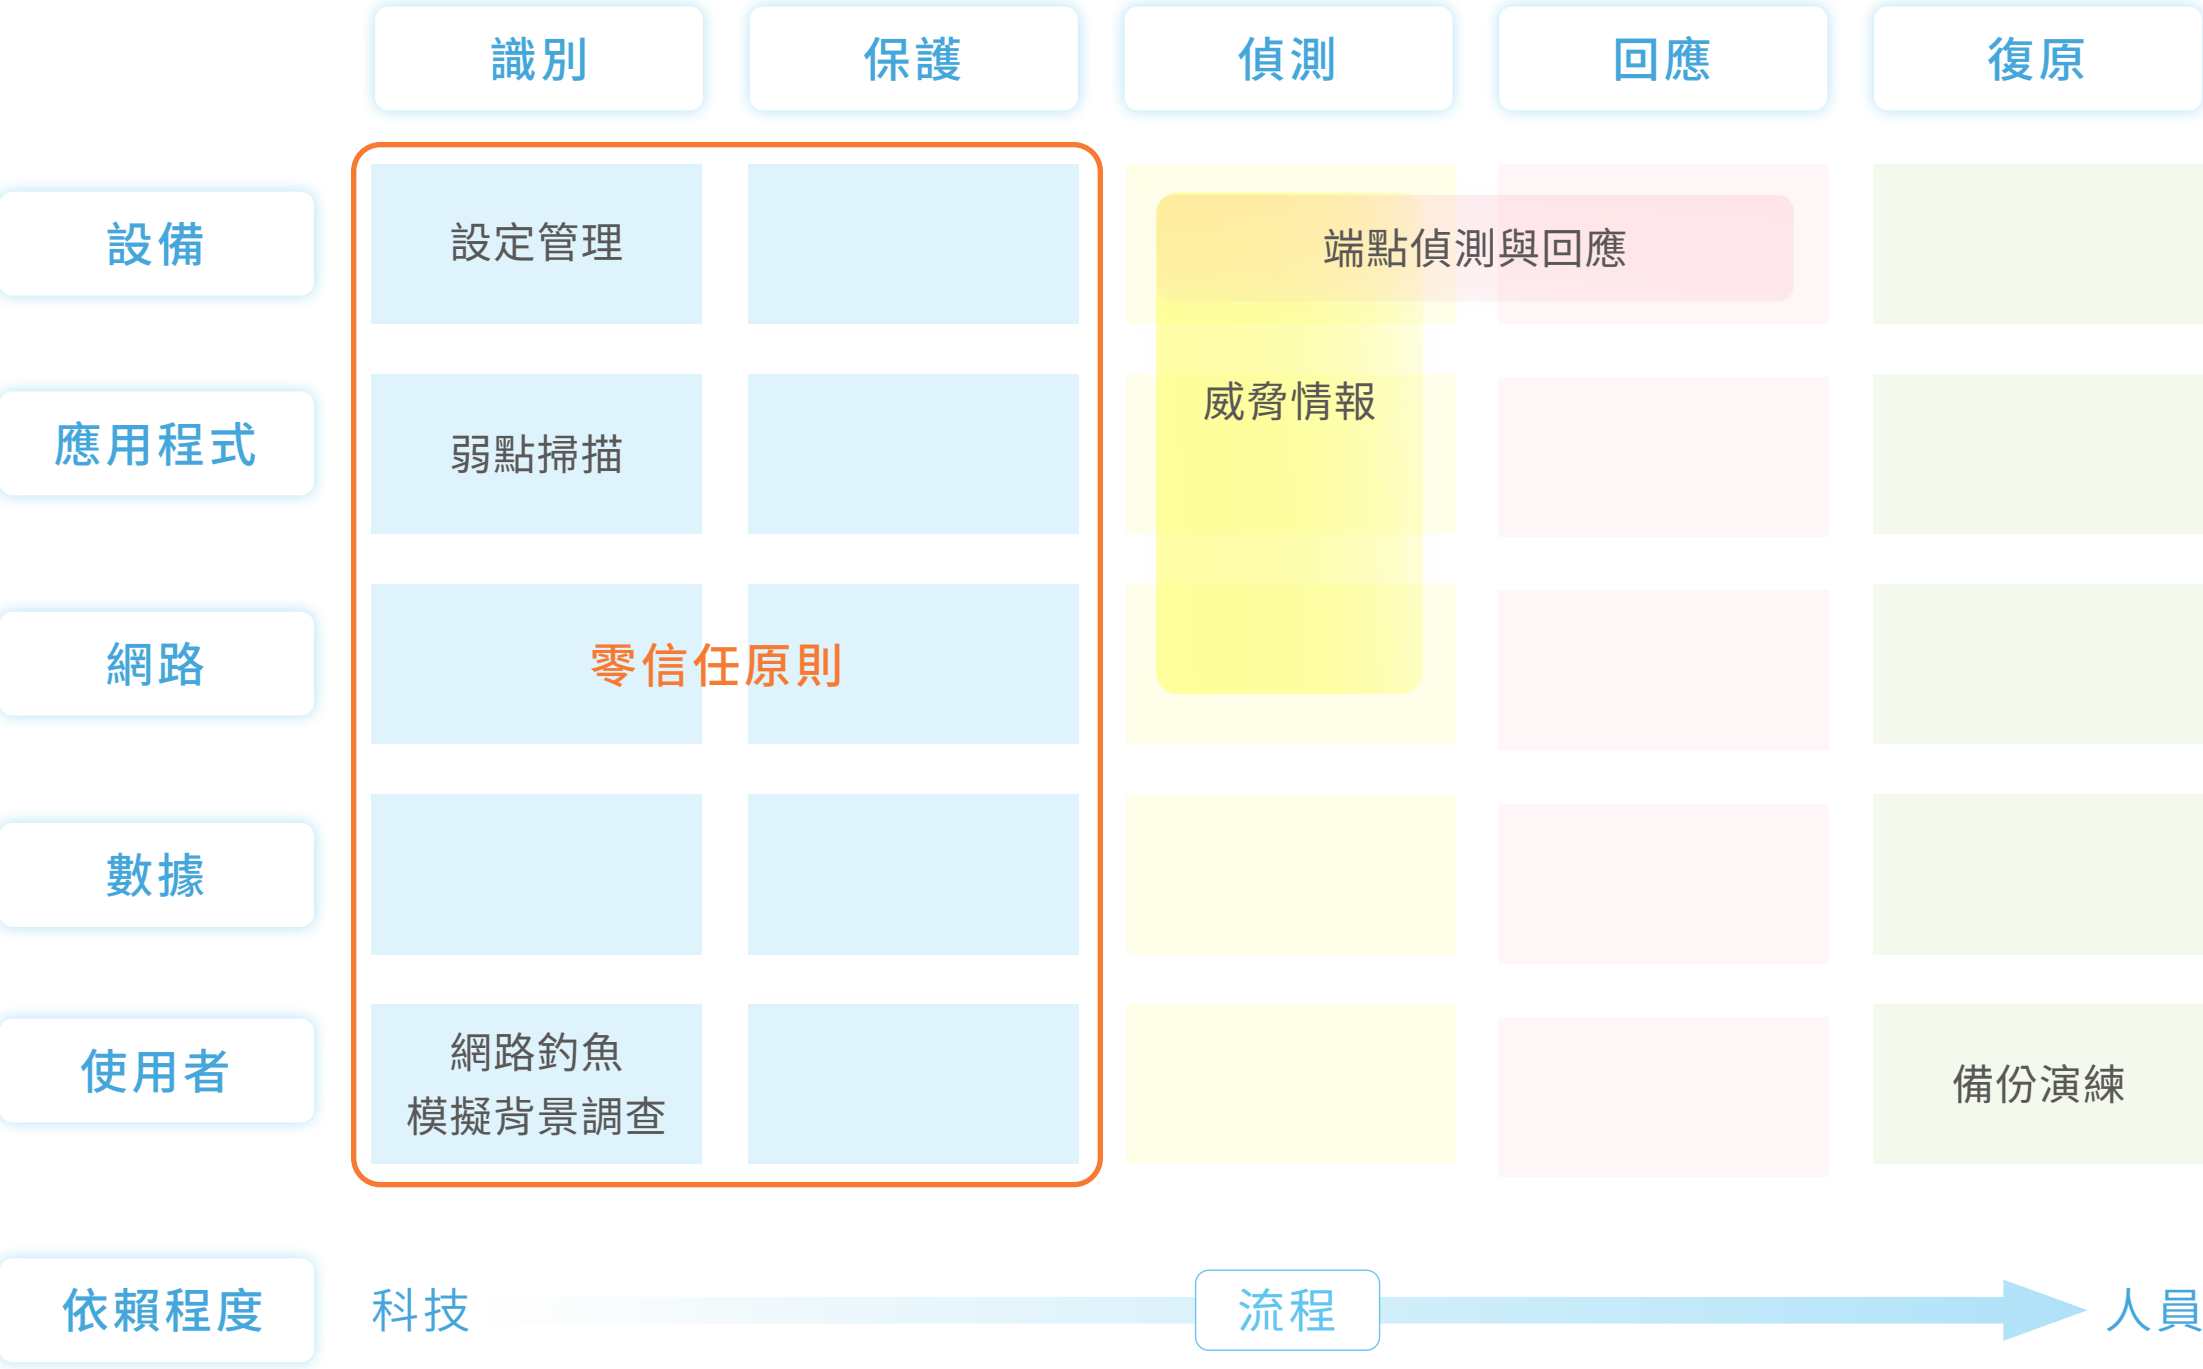 識別
保護
偵測
回應
復原
設備
設定管理
端點偵測與回應
應用程式
弱點掃描
威脅情報
網路
零信任原則
數據
使用者
網路釣魚
模擬背景調查
備份演練
依賴程度
科技
流程
人員